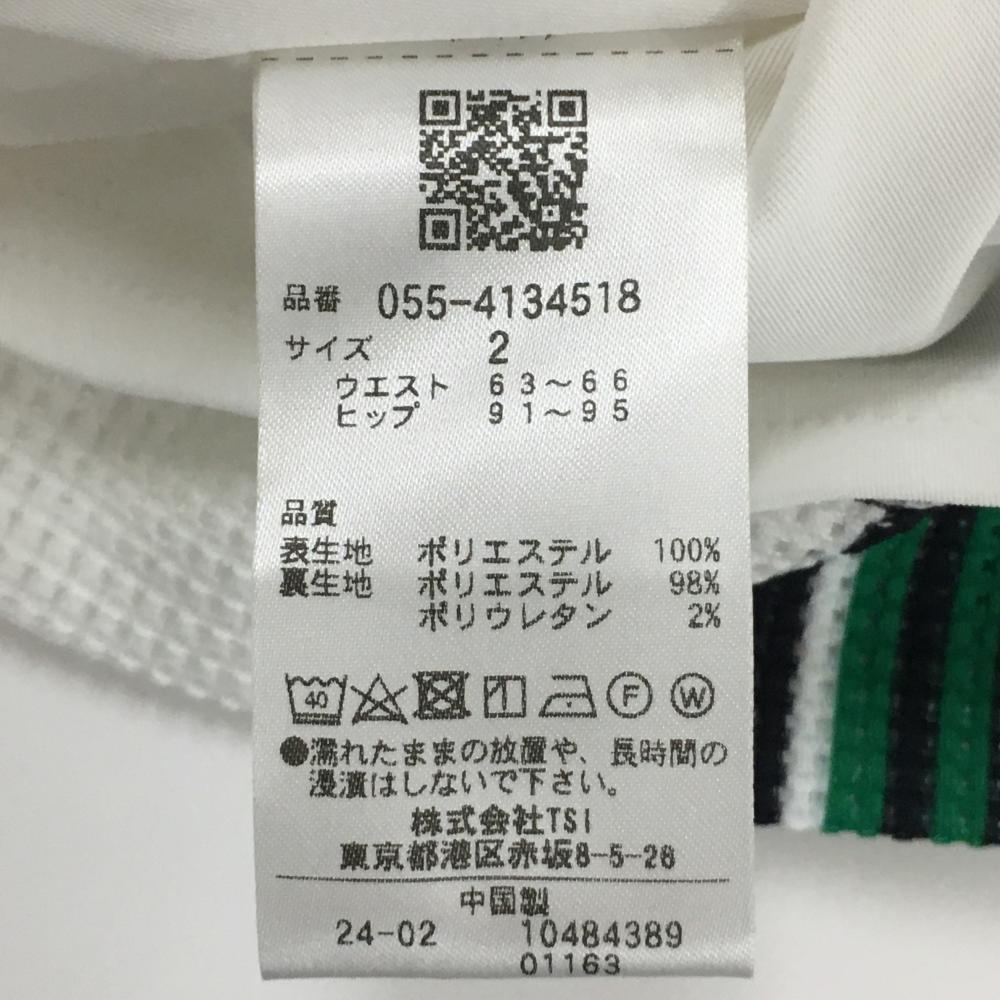 品番 055-4134518
サイズ 2
ウエスト 63～66
ヒップ 91～95
品質
表生地 ポリエステル 100%
裏生地 ポリエステル 98%
ポリウレタン 2%
40 F W
●濡れたままの放置や、長時間の
浸漬はしないで下さい。
株式会社TSI
東京都港区赤坂8-5-26
中国製
24-02 10484389
01163